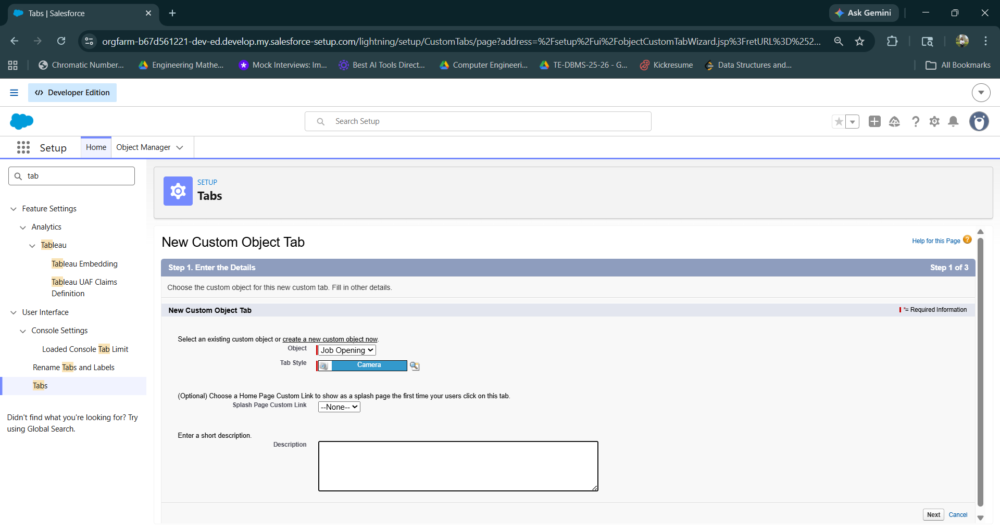 Tabs | Salesforce
Ask Gemini
orgfarm-b67d561221-dev-ed.develop.my.salesforce-setup.com/lightning/setup/CustomTabs/page?address=%2Fsetup%2Fui%2FobjectCustomTabWizard.jsp%3FretURL%3D%252...
Chromatic Number...
Engineering Mathe...
Mock Interviews: Im...
Best AI Tools Direct...
Computer Engineeri...
TE-DBMS-25-26 - G...
Kickresume
Data Structures and...
All Bookmarks
Developer Edition
Search Setup
Setup
Home
Object Manager
tab
Feature Settings
Analytics
Tableau
Tableau Embedding
Tableau UAF Claims
Definition
User Interface
Console Settings
Loaded Console Tab Limit
Rename Tabs and Labels
Tabs
Didn't find what you're looking for? Try
using Global Search.
SETUP
Tabs
New Custom Object Tab
Help for this Page
Step 1. Enter the Details
Step 1 of 3
Choose the custom object for this new custom tab. Fill in other details.
New Custom Object Tab
*= Required Information
Select an existing custom object or create a new custom object now.
Object
Job Opening
Tab Style
Camera
(Optional) Choose a Home Page Custom Link to show as a splash page the first time your users click on this tab.
Splash Page Custom Link
--None--
Enter a short description.
Description
Next
Cancel